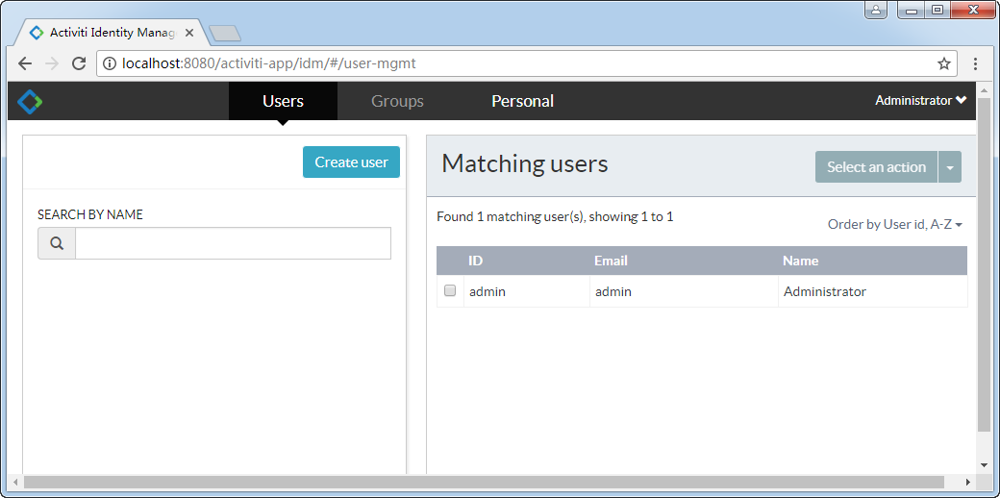 Activiti Identity Manag
localhost:8080/activiti-app/idm/#/user-mgmt
Users
Groups
Personal
Administrator
Create user
SEARCH BY NAME
Matching users
Select an action
Found 1 matching user(s), showing 1 to 1
Order by User id, A-Z
ID Email Name
admin admin Administrator